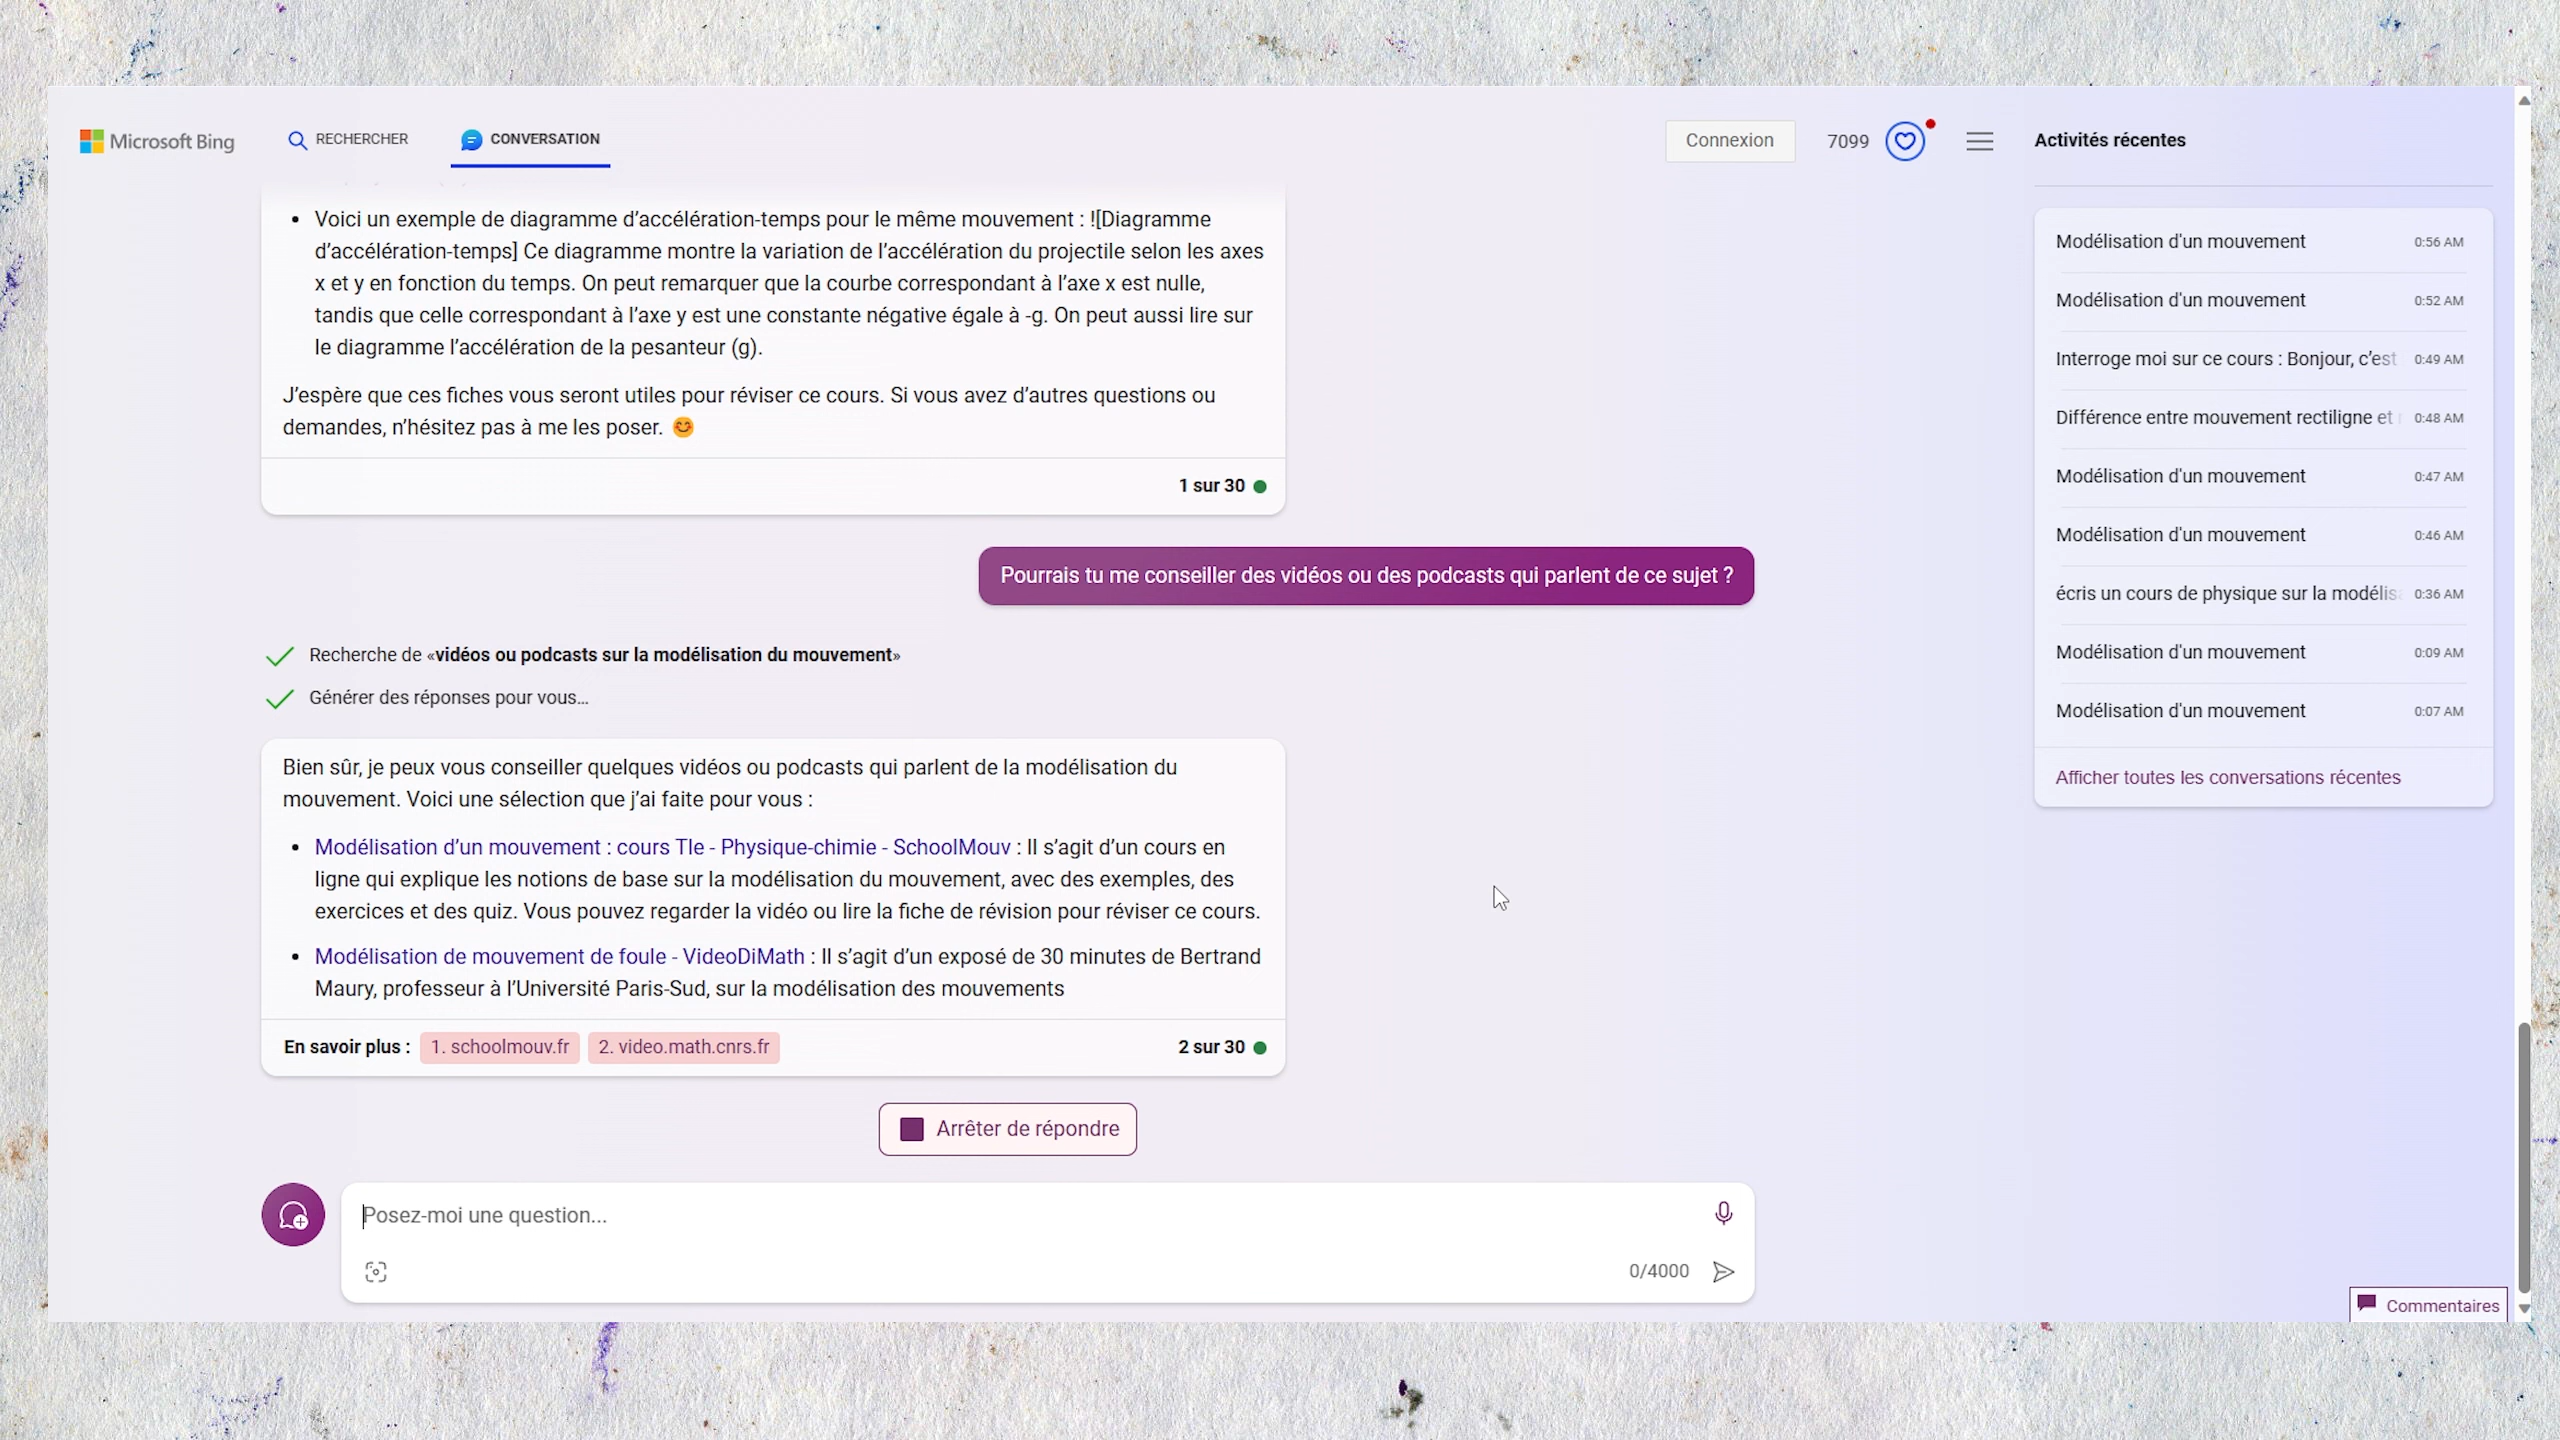 Microsoft Bing
RECHERCHER
CONVERSATION
Connexion
7099
Activités récentes
Voici un exemple de diagramme d'accélération-temps pour le même mouvement : ![Diagramme
d'accélération-temps] Ce diagramme montre la variation de l'accélération du projectile selon les axes
x et y en fonction du temps. On peut remarquer que la courbe correspondant à l'axe x est nulle,
tandis que celle correspondant à l'axe y est une constante négative égale à -g. On peut aussi lire sur
le diagramme l'accélération de la pesanteur (g).
J'espère que ces fiches vous seront utiles pour réviser ce cours. Si vous avez d'autres questions ou
demandes, n'hésitez pas à me les poser. 😊
1 sur 30
Pourrais tu me conseiller des vidéos ou des podcasts qui parlent de ce sujet ?
Recherche de «vidéos ou podcasts sur la modélisation du mouvement»
Générer des réponses pour vous…
Bien sûr, je peux vous conseiller quelques vidéos ou podcasts qui parlent de la modélisation du
mouvement. Voici une sélection que j'ai faite pour vous :
Modélisation d'un mouvement : cours Tle - Physique-chimie - SchoolMouv : Il s'agit d'un cours en
ligne qui explique les notions de base sur la modélisation du mouvement, avec des exemples, des
exercices et des quiz. Vous pouvez regarder la vidéo ou lire la fiche de révision pour réviser ce cours.
Modélisation de mouvement de foule - VideoDiMath : Il s'agit d'un exposé de 30 minutes de Bertrand
Maury, professeur à l'Université Paris-Sud, sur la modélisation des mouvements
En savoir plus : 1. schoolmouv.fr 2. video.math.cnrs.fr 2 sur 30
Arrêter de répondre
Posez-moi une question...
0/4000
Modélisation d'un mouvement 0:56 AM
Modélisation d'un mouvement 0:52 AM
Interroge moi sur ce cours : Bonjour, c'est 0:49 AM
Différence entre mouvement rectiligne et 0:48 AM
Modélisation d'un mouvement 0:47 AM
Modélisation d'un mouvement 0:46 AM
écris un cours de physique sur la modélis 0:36 AM
Modélisation d'un mouvement 0:09 AM
Modélisation d'un mouvement 0:07 AM
Afficher toutes les conversations récentes
Commentaires